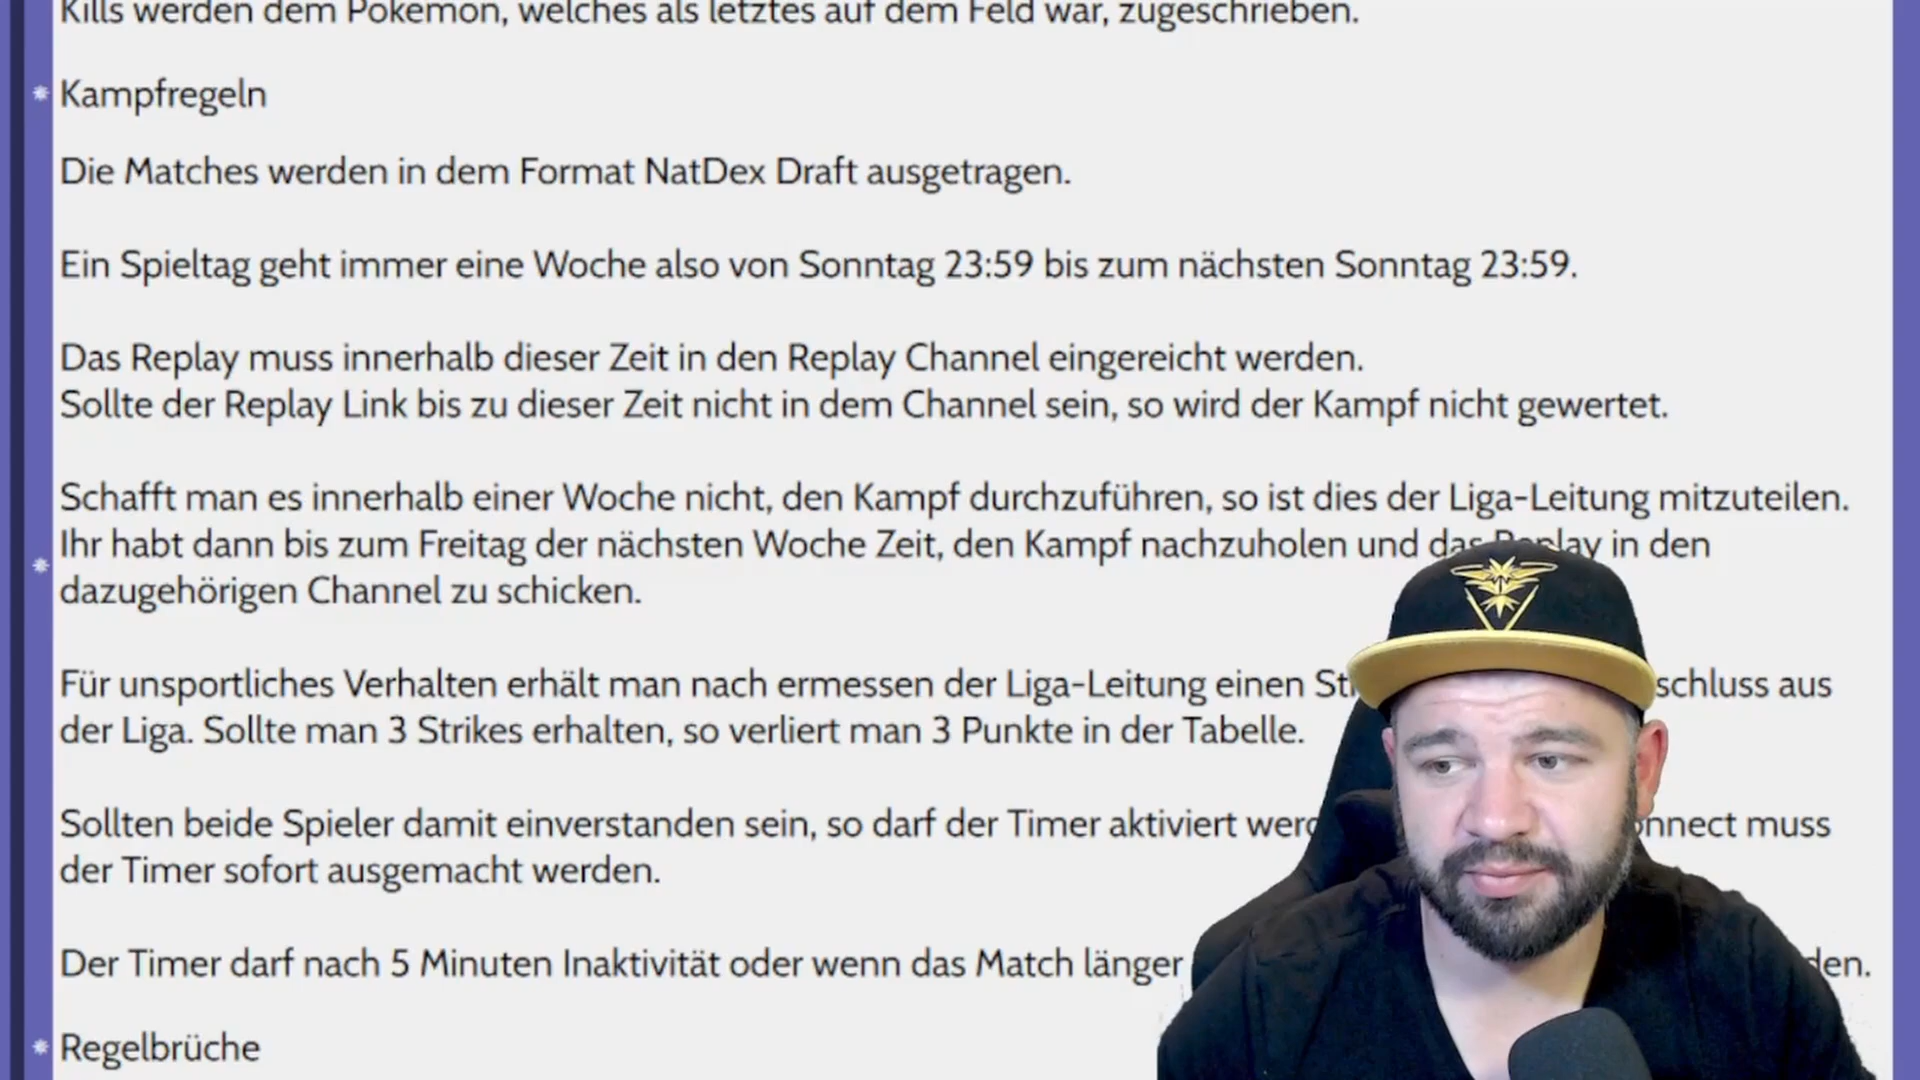 Kills werden dem Pokemon, welches als letztes auf dem Feld war, zugeschrieben.
Kampfregeln
Die Matches werden in dem Format NatDex Draft ausgetragen.
Ein Spieltag geht immer eine Woche also von Sonntag 23:59 bis zum nächsten Sonntag 23:59.
Das Replay muss innerhalb dieser Zeit in den Replay Channel eingereicht werden.
Sollte der Replay Link bis zu dieser Zeit nicht in dem Channel sein, so wird der Kampf nicht gewertet.
Schafft man es innerhalb einer Woche nicht, den Kampf durchzuführen, so ist dies der Liga-Leitung mitzuteilen.
Ihr habt dann bis zum Freitag der nächsten Woche Zeit, den Kampf nachzuholen und das Replay in den
dazugehörigen Channel zu schicken.
Für unsportliches Verhalten erhält man nach ermessen der Liga-Leitung einen schluss aus
der Liga. Sollte man 3 Strikes erhalten, so verliert man 3 Punkte in der Tabelle.
Sollten beide Spieler damit einverstanden sein, so darf der Timer aktiviert muss
der Timer sofort ausgemacht werden.
Der Timer darf nach 5 Minuten Inaktivität oder wenn das Match länger
Regelbrüche